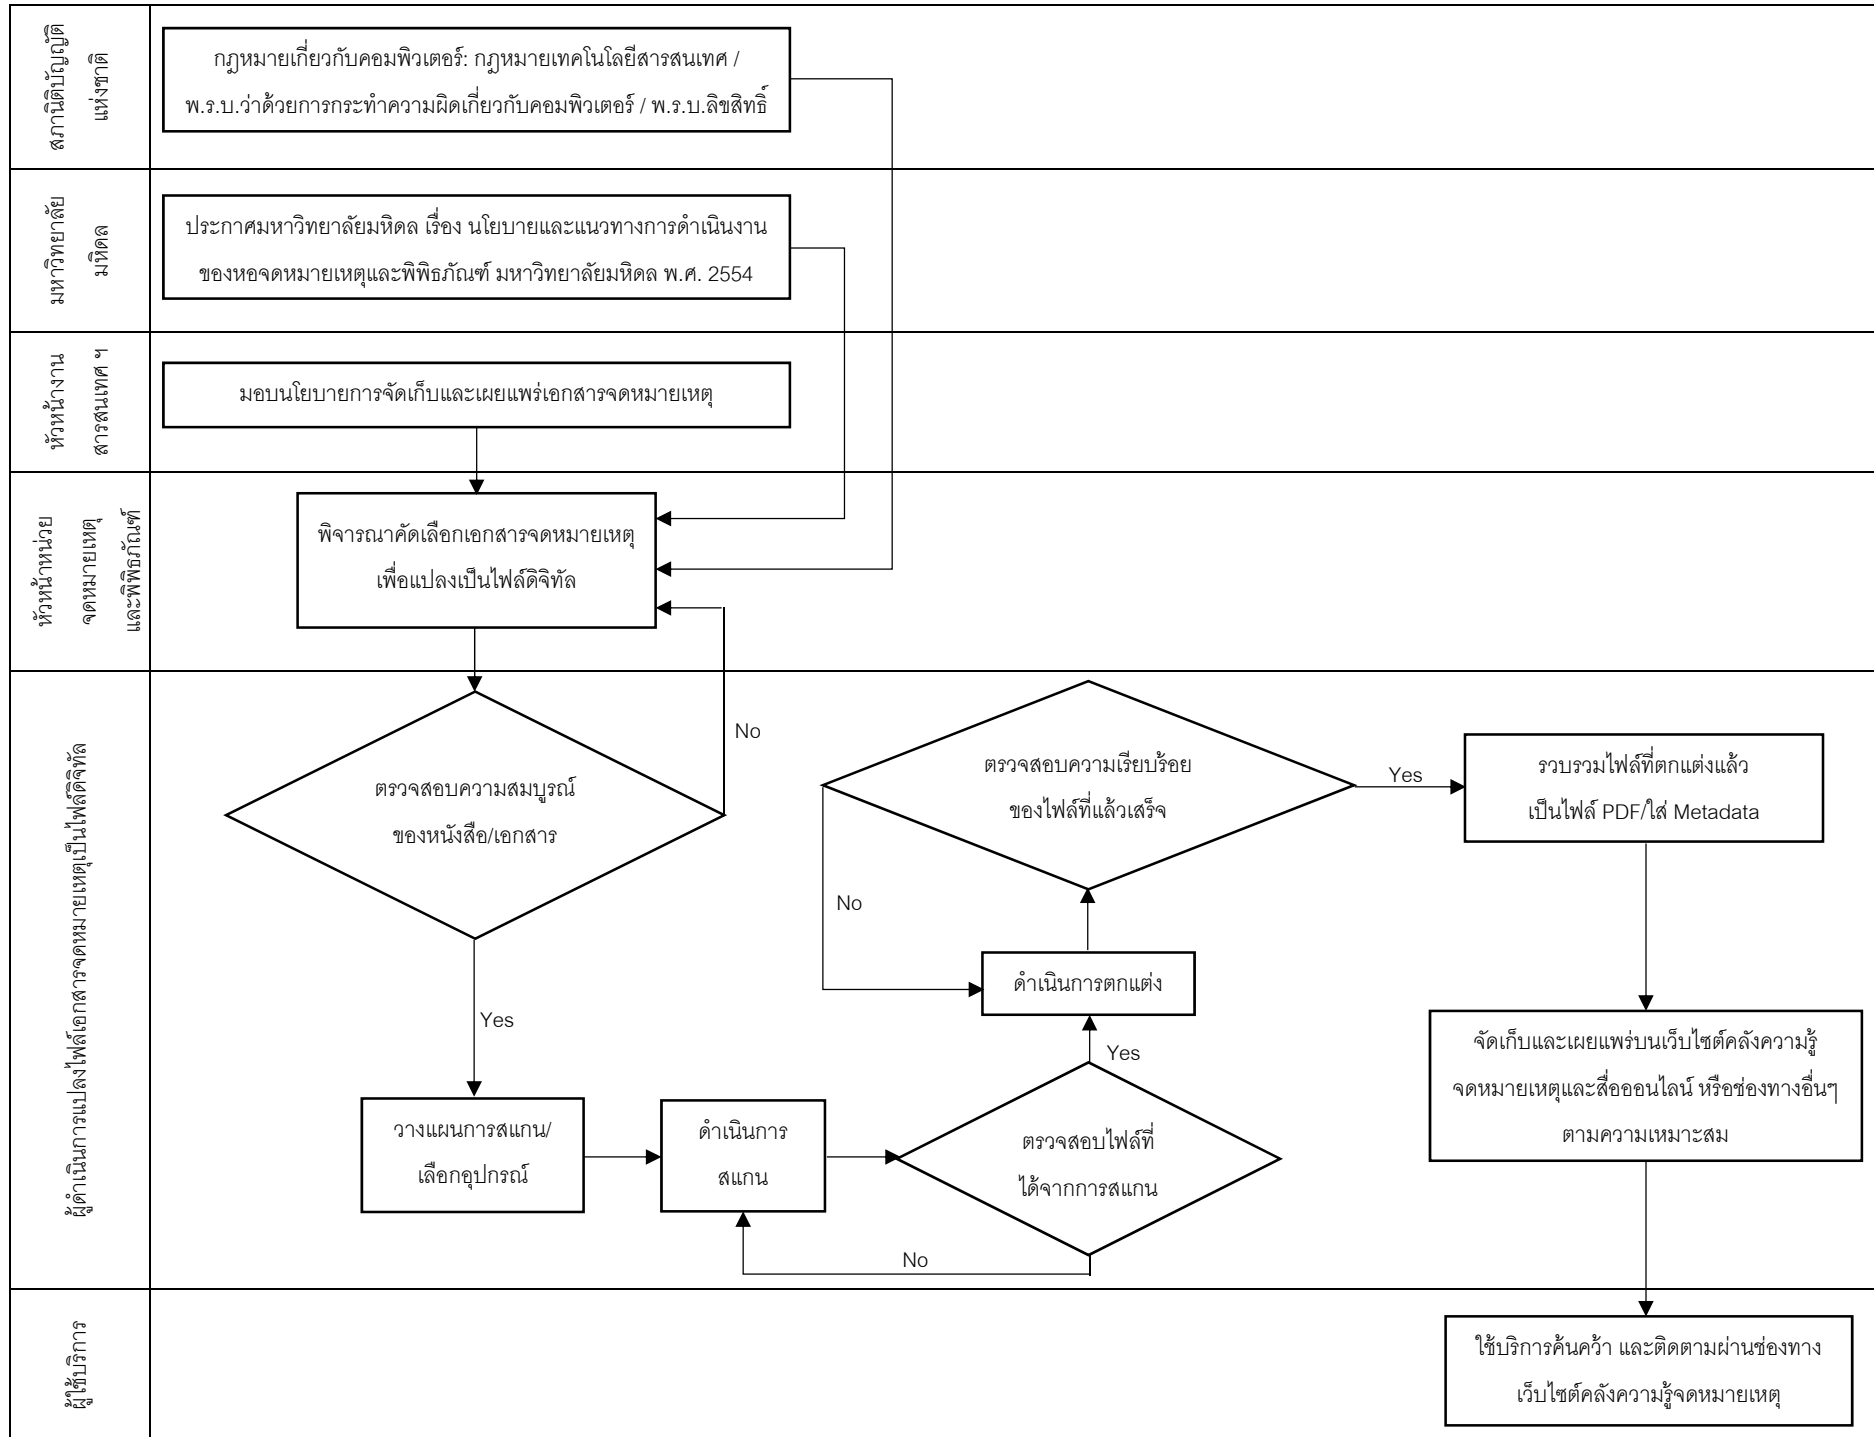 สภานิติบัญญัติ
แห่งชาติ
กฎหมายเกี่ยวกับคอมพิวเตอร์: กฎหมายเทคโนโลยีสารสนเทศ /
พ.ร.บ.ว่าด้วยการกระทำความผิดเกี่ยวกับคอมพิวเตอร์ / พ.ร.บ.ลิขสิทธิ์
มหาวิทยาลัย
มหิดล
ประกาศมหาวิทยาลัยมหิดล เรื่อง นโยบายและแนวทางการดำเนินงาน
ของหอจดหมายเหตุและพิพิธภัณฑ์ มหาวิทยาลัยมหิดล พ.ศ. 2554
หัวหน้างาน
สารสนเทศ ฯ
มอบนโยบายการจัดเก็บและเผยแพร่เอกสารจดหมายเหตุ
หัวหน้าหน่วย
จดหมายเหตุ
และพิพิธภัณฑ์
พิจารณาคัดเลือกเอกสารจดหมายเหตุ
เพื่อแปลงเป็นไฟล์ดิจิทัล
ผู้ดำเนินการแปลงไฟล์เอกสารจดหมายเหตุเป็นไฟล์ดิจิทัล
No
ตรวจสอบความสมบูรณ์
ของหนังสือ/เอกสาร
Yes
วางแผนการสแกน/
เลือกอุปกรณ์
ดำเนินการ
สแกน
ตรวจสอบไฟล์ที่
ได้จากการสแกน
No
Yes
ดำเนินการตกแต่ง
ตรวจสอบความเรียบร้อย
ของไฟล์ที่แล้วเสร็จ
No
Yes
รวบรวมไฟล์ที่ตกแต่งแล้ว
เป็นไฟล์ PDF/ใส่ Metadata
จัดเก็บและเผยแพร่บนเว็บไซต์คลังความรู้
จดหมายเหตุและสื่อออนไลน์ หรือช่องทางอื่นๆ
ตามความเหมาะสม
ผู้ใช้บริการ
ใช้บริการค้นคว้า และติดตามผ่านช่องทาง
เว็บไซต์คลังความรู้จดหมายเหตุ